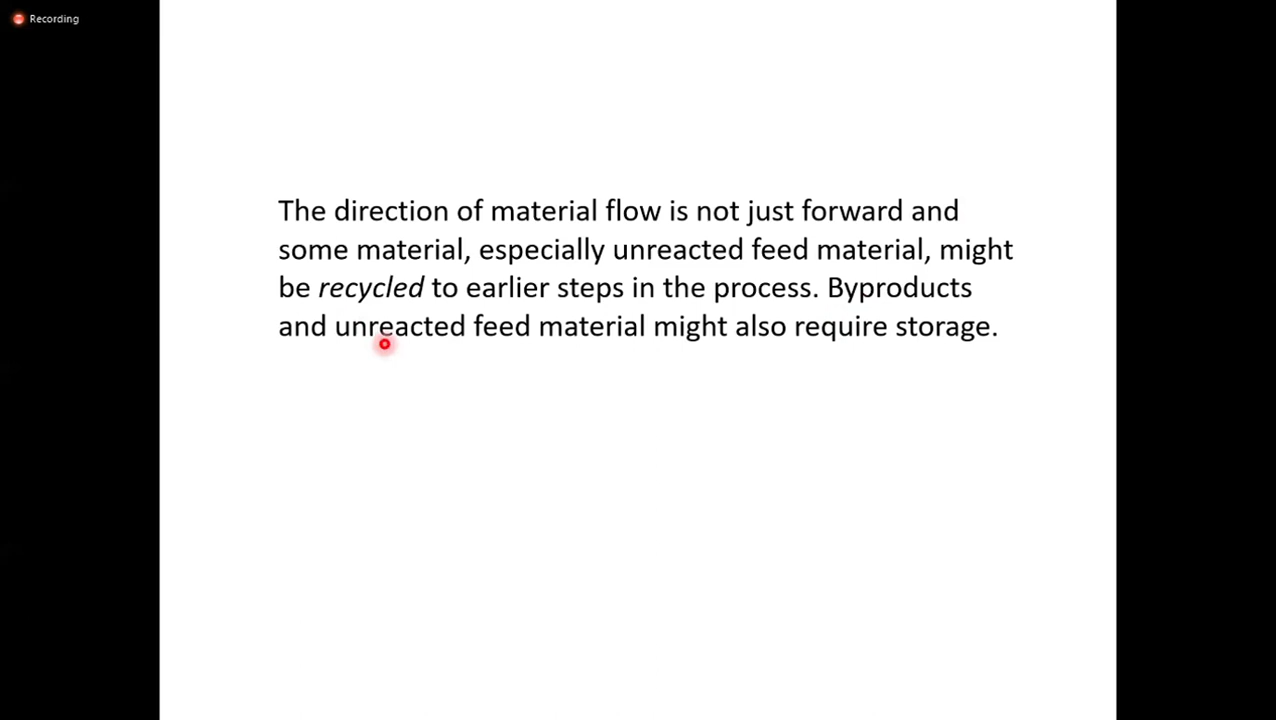 Recording
The direction of material flow is not just forward and
some material, especially unreacted feed material, might
be recycled to earlier steps in the process. Byproducts
and unreacted feed material might also require storage.